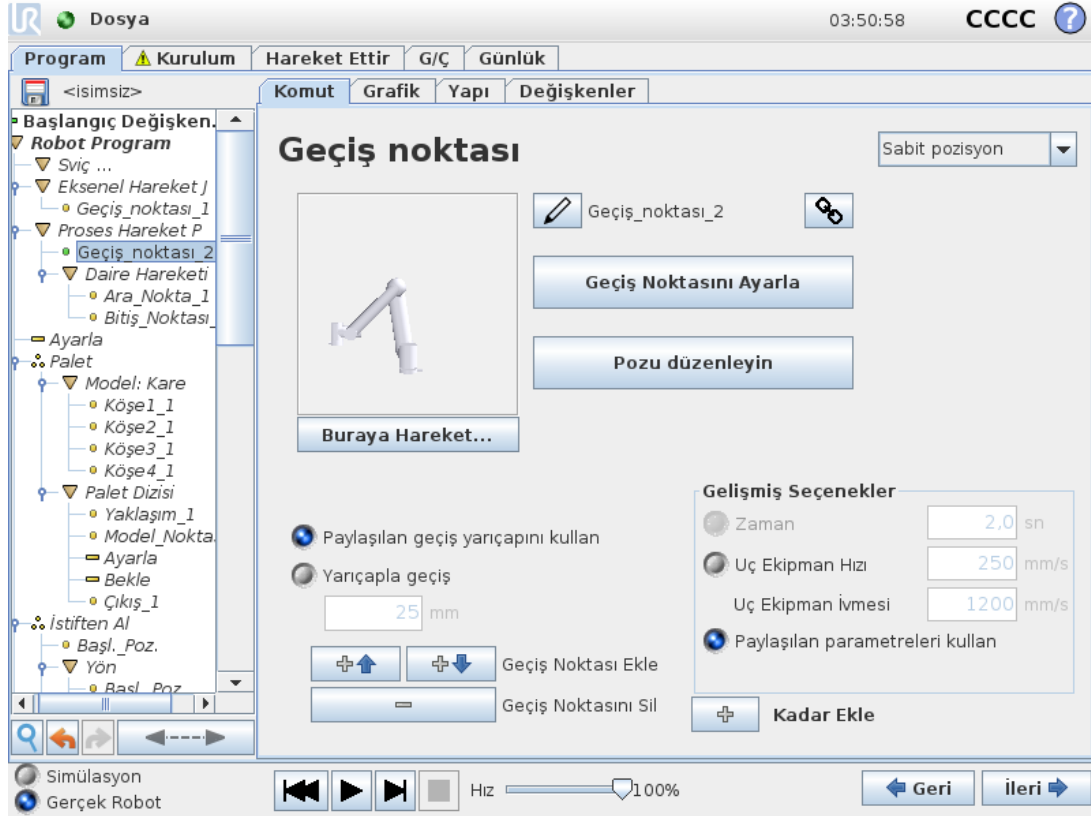 UR Dosya 03:50:58 CCCC ?
Program Kurulum Hareket Ettir G/Ç Günlük
<isimsiz>
Komut Grafik Yapı Değişkenler
Başlangıç Değişken.
Robot Program
Sviç ...
Eksenel Hareket J
Geçiş_noktası_1
Proses Hareket P
Geçiş_noktası_2
Daire Hareketi
Ara_Nokta_1
Bitiş_Noktası_
Ayarla
Palet
Model: Kare
Köşe1_1
Köşe2_1
Köşe3_1
Köşe4_1
Palet Dizisi
Yaklaşım_1
Model_Nokta
Ayarla
Bekle
Çıkış_1
İstiften Al
Başl._Poz.
Yön
Başl._Poz
Geçiş noktası
Sabit pozisyon
Geçiş_noktası_2
Geçiş Noktasını Ayarla
Pozu düzenleyin
Buraya Hareket...
Paylaşılan geçiş yarıçapını kullan
Yarıçapla geçiş
25 mm
Geçiş Noktası Ekle
Geçiş Noktasını Sil
Gelişmiş Seçenekler
Zaman 2,0 sn
Uç Ekipman Hızı 250 mm/s
Uç Ekipman İvmesi 1200 mm/s
Paylaşılan parametreleri kullan
Kadar Ekle
Simülasyon
Gerçek Robot
Hız 100%
Geri İleri